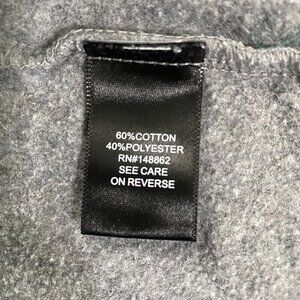 60%COTTON
40%POLYESTER
RN#148862
SEE CARE
ON REVERSE